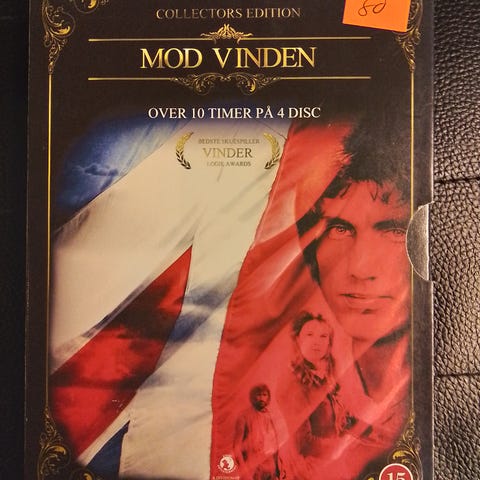 COLLECTORS EDITION
80
MOD VINDEN
OVER 10 TIMER PÅ 4 DISC
BEDSTE SKUESPILLER
VINDER
LOGIE AWARDS
15